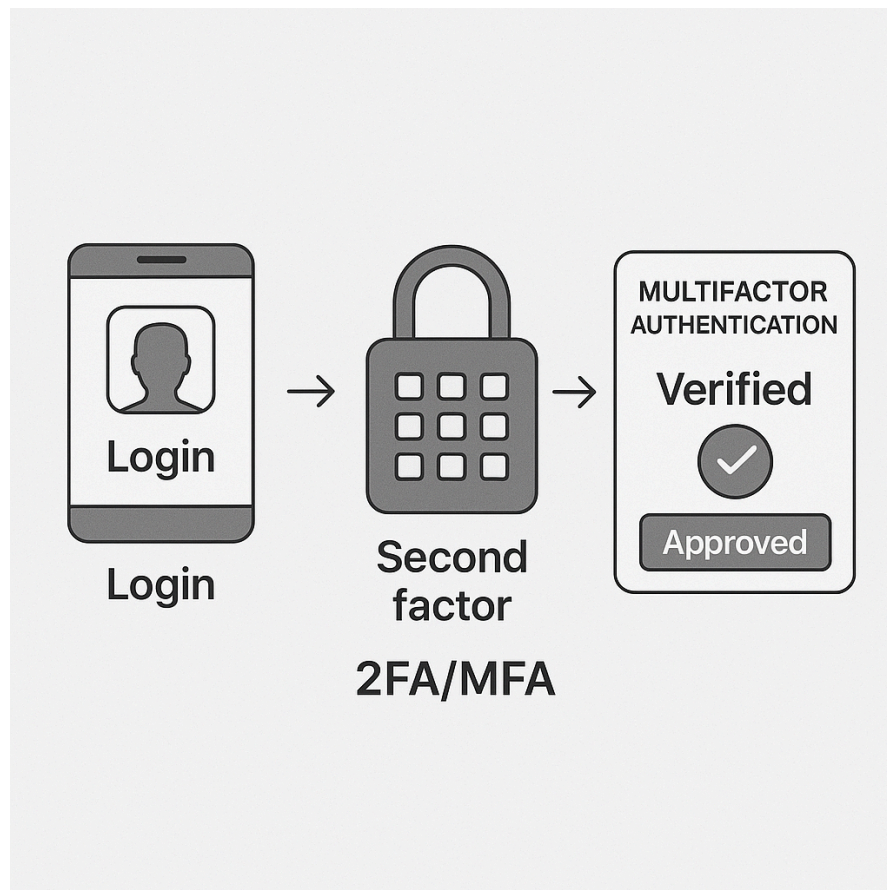 Login
Login
Second
factor
2FA/MFA
MULTIFACTOR
AUTHENTICATION
Verified
Approved